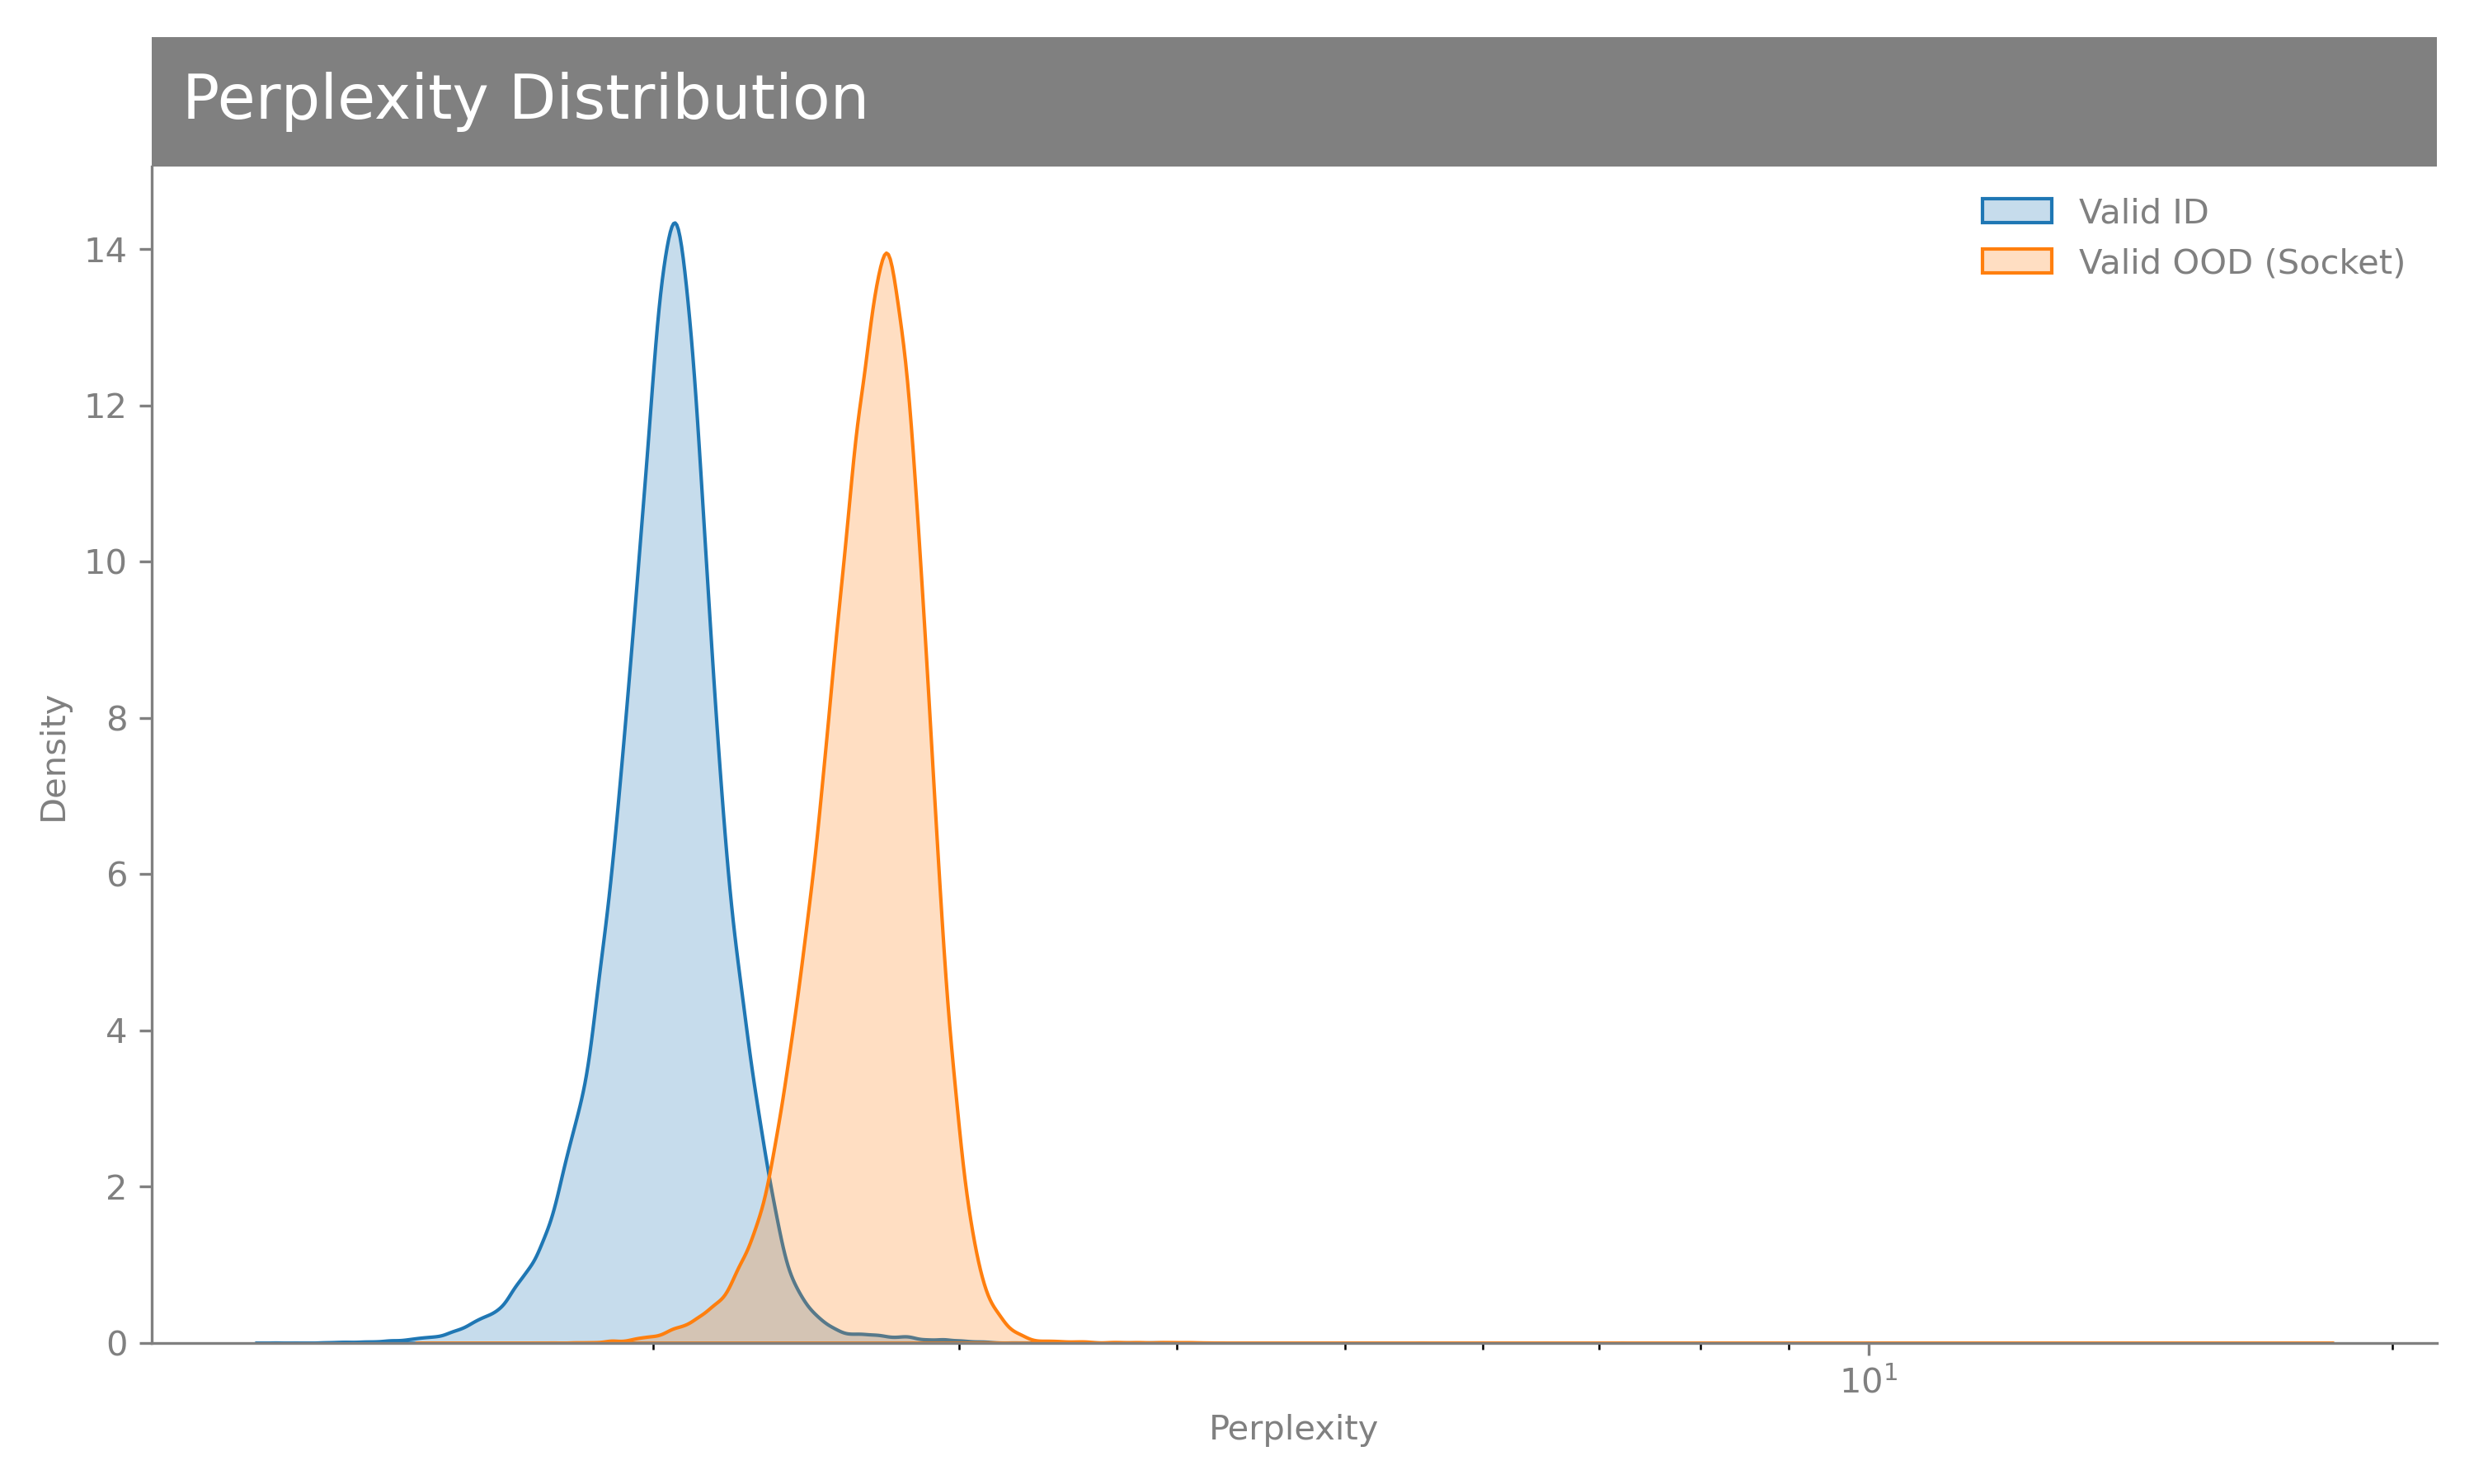 Perplexity Distribution
Valid ID
Valid OOD (Socket)
14
12
10
8
6
4
2
0
Density
10¹
Perplexity